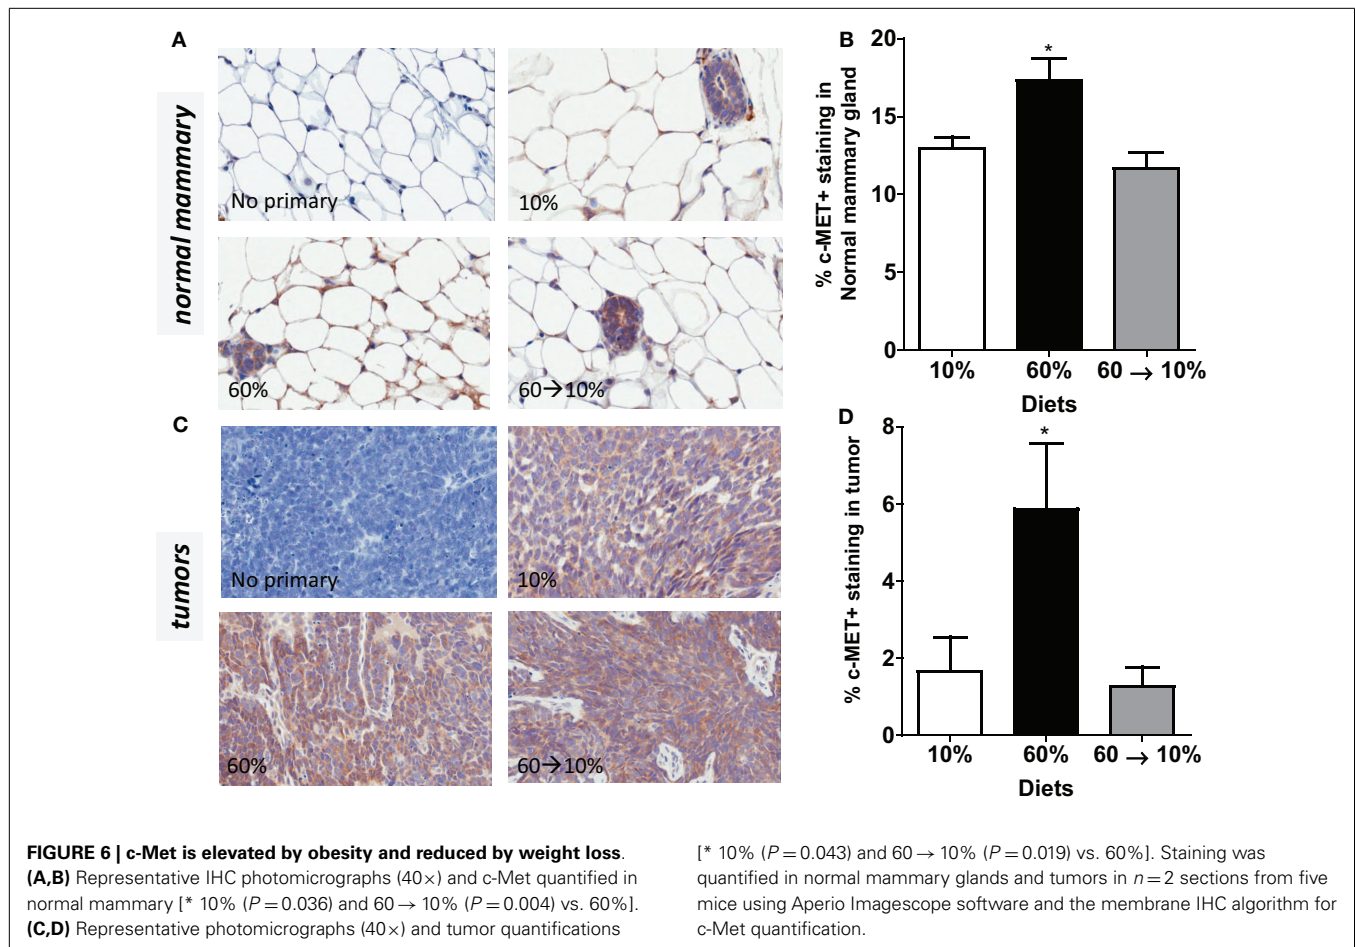 A
normal mammary
No primary
10%
60%
60→10%
B
% c-MET+ staining in
Normal mammary gland
20
15
10
5
0
*
10%
60%
60 → 10%
Diets
C
tumors
No primary
10%
60%
60→10%
D
% c-MET+ staining in tumor
8
6
4
2
0
*
10%
60%
60 → 10%
Diets
FIGURE 6 | c-Met is elevated by obesity and reduced by weight loss.
(A,B) Representative IHC photomicrographs (40×) and c-Met quantified in
normal mammary [* 10% (P = 0.036) and 60 → 10% (P = 0.004) vs. 60%].
(C,D) Representative photomicrographs (40×) and tumor quantifications
[* 10% (P = 0.043) and 60 → 10% (P = 0.019) vs. 60%]. Staining was
quantified in normal mammary glands and tumors in n = 2 sections from five
mice using Aperio Imagescope software and the membrane IHC algorithm for
c-Met quantification.